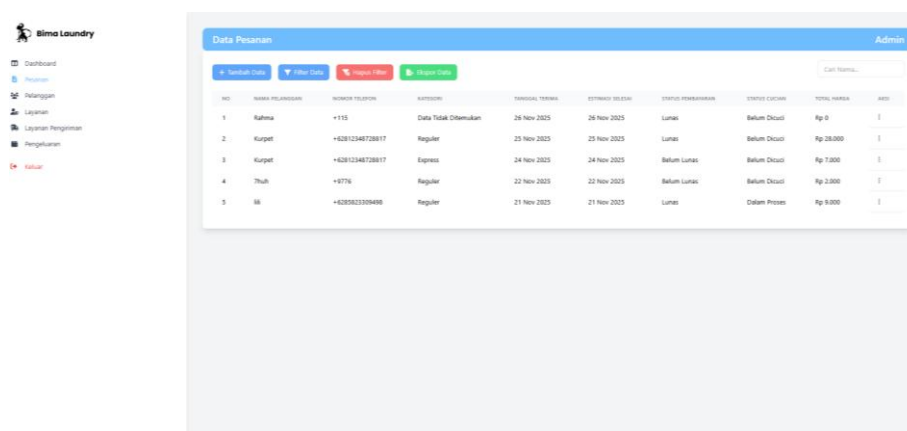 Bima Laundry
Dashboard
Pesanan
Pelanggan
Layanan
Layanan Pengiriman
Pengeluaran
Keluar
Data Pesanan Admin
+ Tambah Data Filter Data Hapus Filter Ekspor Data Cari Nama...
NO NAMA PELANGGAN NOMOR TELEPON KATEGORI TANGGAL TERIMA ESTIMASI SELESAI STATUS PEMBAYARAN STATUS CUCIAN TOTAL HARGA AKSI
1 Rahma +115 Data Tidak Ditemukan 26 Nov 2025 26 Nov 2025 Lunas Belum Dicuci Rp 0
2 Kurpet +62812348728817 Reguler 25 Nov 2025 25 Nov 2025 Lunas Belum Dicuci Rp 28.000
3 Kurpet +62812348728817 Express 24 Nov 2025 24 Nov 2025 Belum Lunas Belum Dicuci Rp 7.000
4 7huh +9776 Reguler 22 Nov 2025 22 Nov 2025 Belum Lunas Belum Dicuci Rp 2.000
5 66 +6285823309498 Reguler 21 Nov 2025 21 Nov 2025 Lunas Dalam Proses Rp 9.000